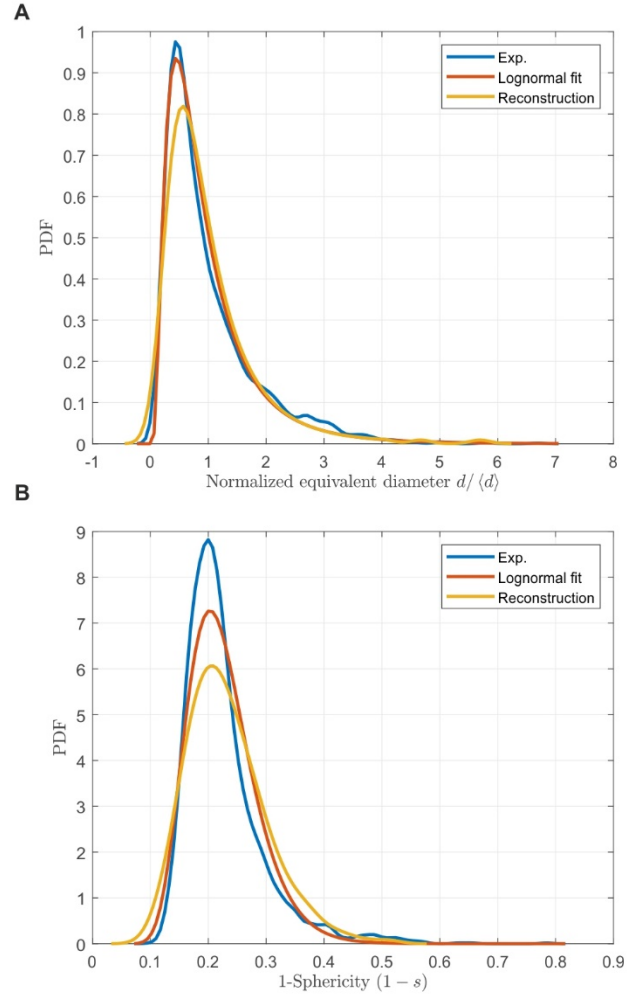 A
1
0.9
0.8
0.7
0.6
0.5
0.4
0.3
0.2
0.1
0
PDF
Exp.
Lognormal fit
Reconstruction
-1 0 1 2 3 4 5 6 7 8
Normalized equivalent diameter d/ ⟨d⟩
B
9
8
7
6
5
4
3
2
1
0
PDF
Exp.
Lognormal fit
Reconstruction
0 0.1 0.2 0.3 0.4 0.5 0.6 0.7 0.8 0.9
1-Sphericity (1 − s)